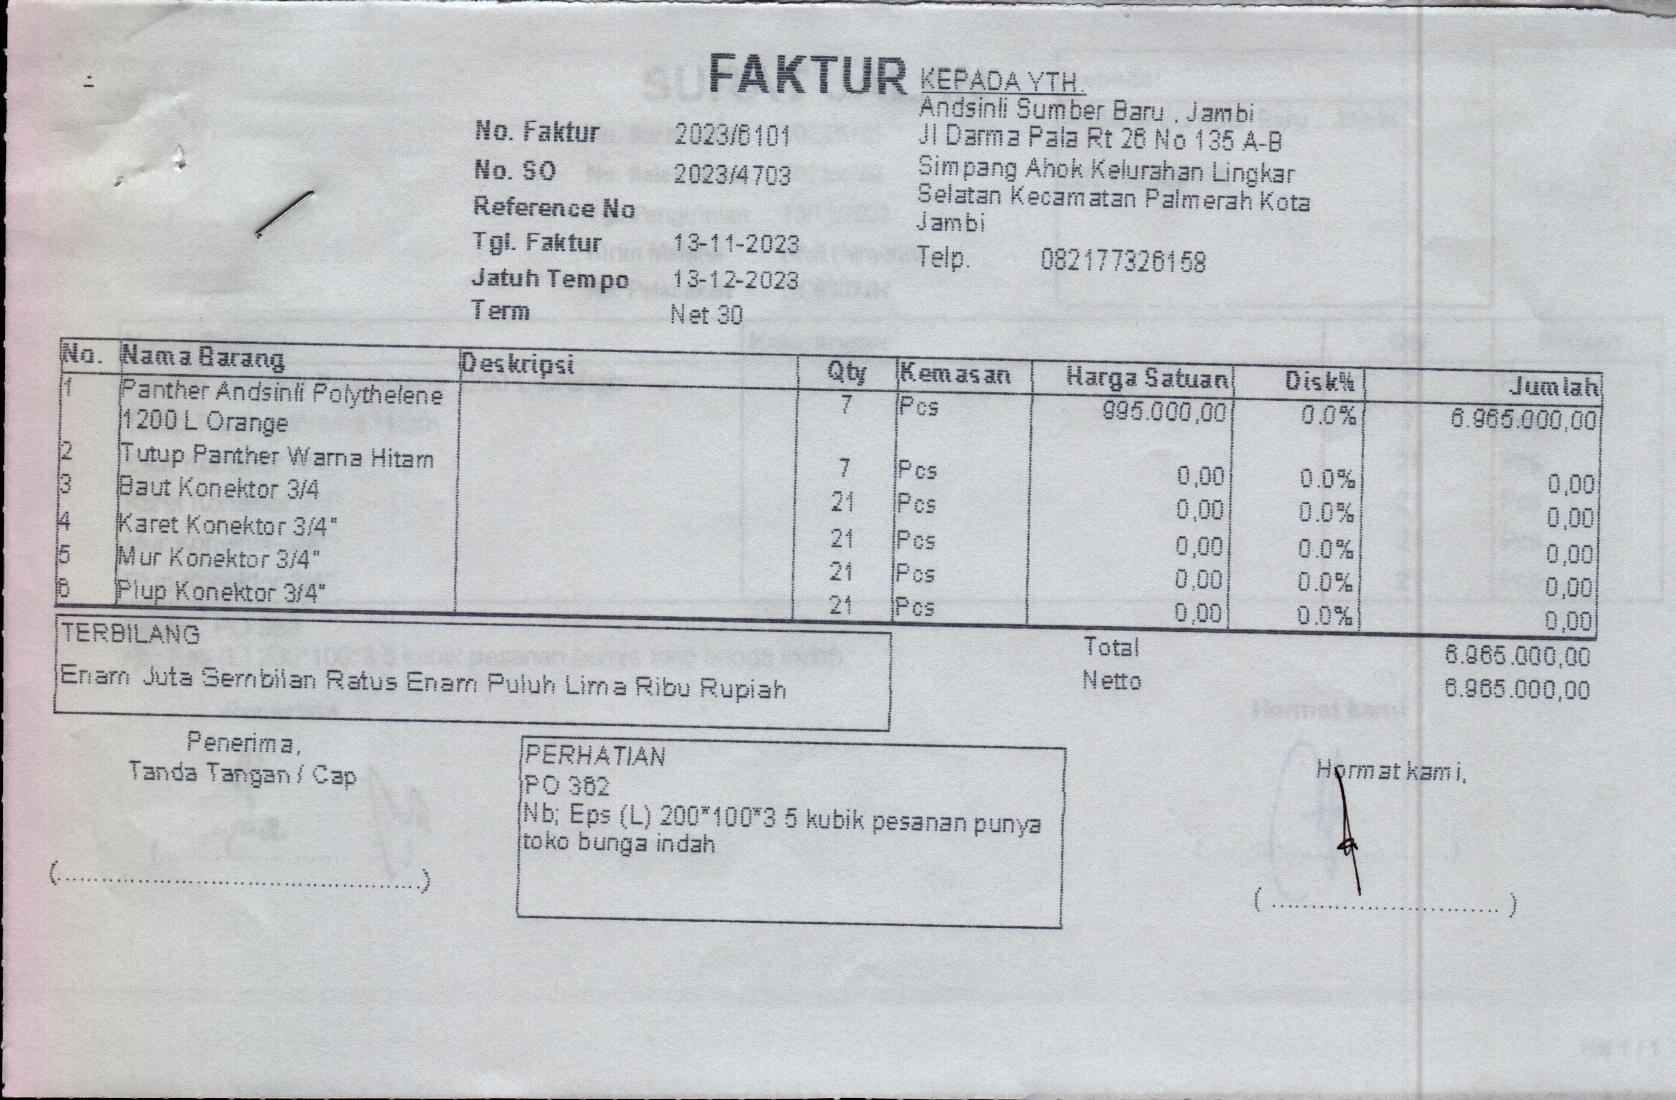 FAKTUR
No. Faktur 2023/6101
No. SO 2023/4703
Reference No
Tgl. Faktur 13-11-2023
Jatuh Tempo 13-12-2023
Term Net 30
KEPADA YTH.
Andsinli Sumber Baru , Jambi
Jl Darma Pala Rt 26 No 135 A-B
Simpang Ahok Kelurahan Lingkar
Selatan Kecamatan Palmerah Kota
Jambi
Telp. 082177326158
No. Nama Barang Deskripsi Qty Kemasan Harga Satuan Disk% Jumlah
1 Panther Andsinli Polythelene 7 Pcs 995.000,00 0.0% 6.965.000,00
1200 L Orange
2 Tutup Panther Warna Hitam 7 Pcs 0,00 0.0% 0,00
3 Baut Konektor 3/4 21 Pcs 0,00 0.0% 0,00
4 Karet Konektor 3/4" 21 Pcs 0,00 0.0% 0,00
5 Mur Konektor 3/4" 21 Pcs 0,00 0.0% 0,00
6 Plup Konektor 3/4" 21 Pcs 0,00 0.0% 0,00
TERBILANG
Enam Juta Sembilan Ratus Enam Puluh Lima Ribu Rupiah
Total 6.965.000,00
Netto 6.965.000,00
Penerima,
Tanda Tangan / Cap
(................................................)
PERHATIAN
PO 362
Nb; Eps (L) 200*100*3 5 kubik pesanan punya
toko bunga indah
Hormat kami,
( .............................. )